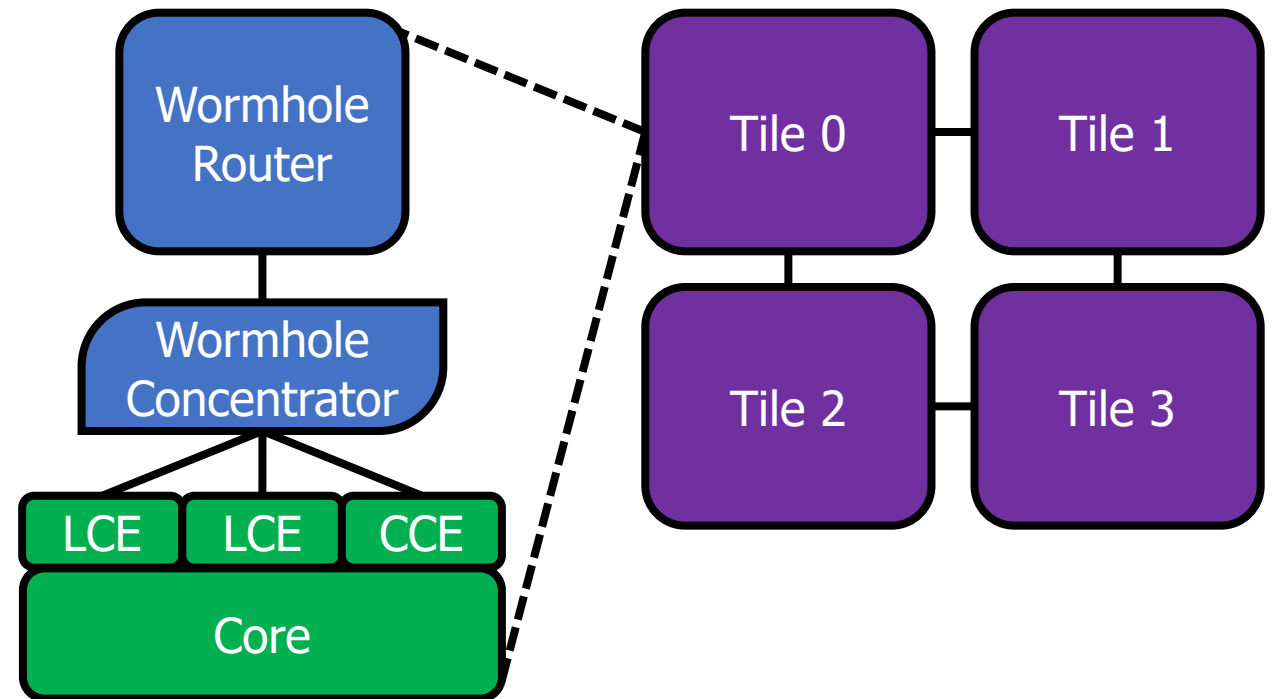 Wormhole
Router
Wormhole
Concentrator
LCE
LCE
CCE
Core
Tile 0
Tile 1
Tile 2
Tile 3